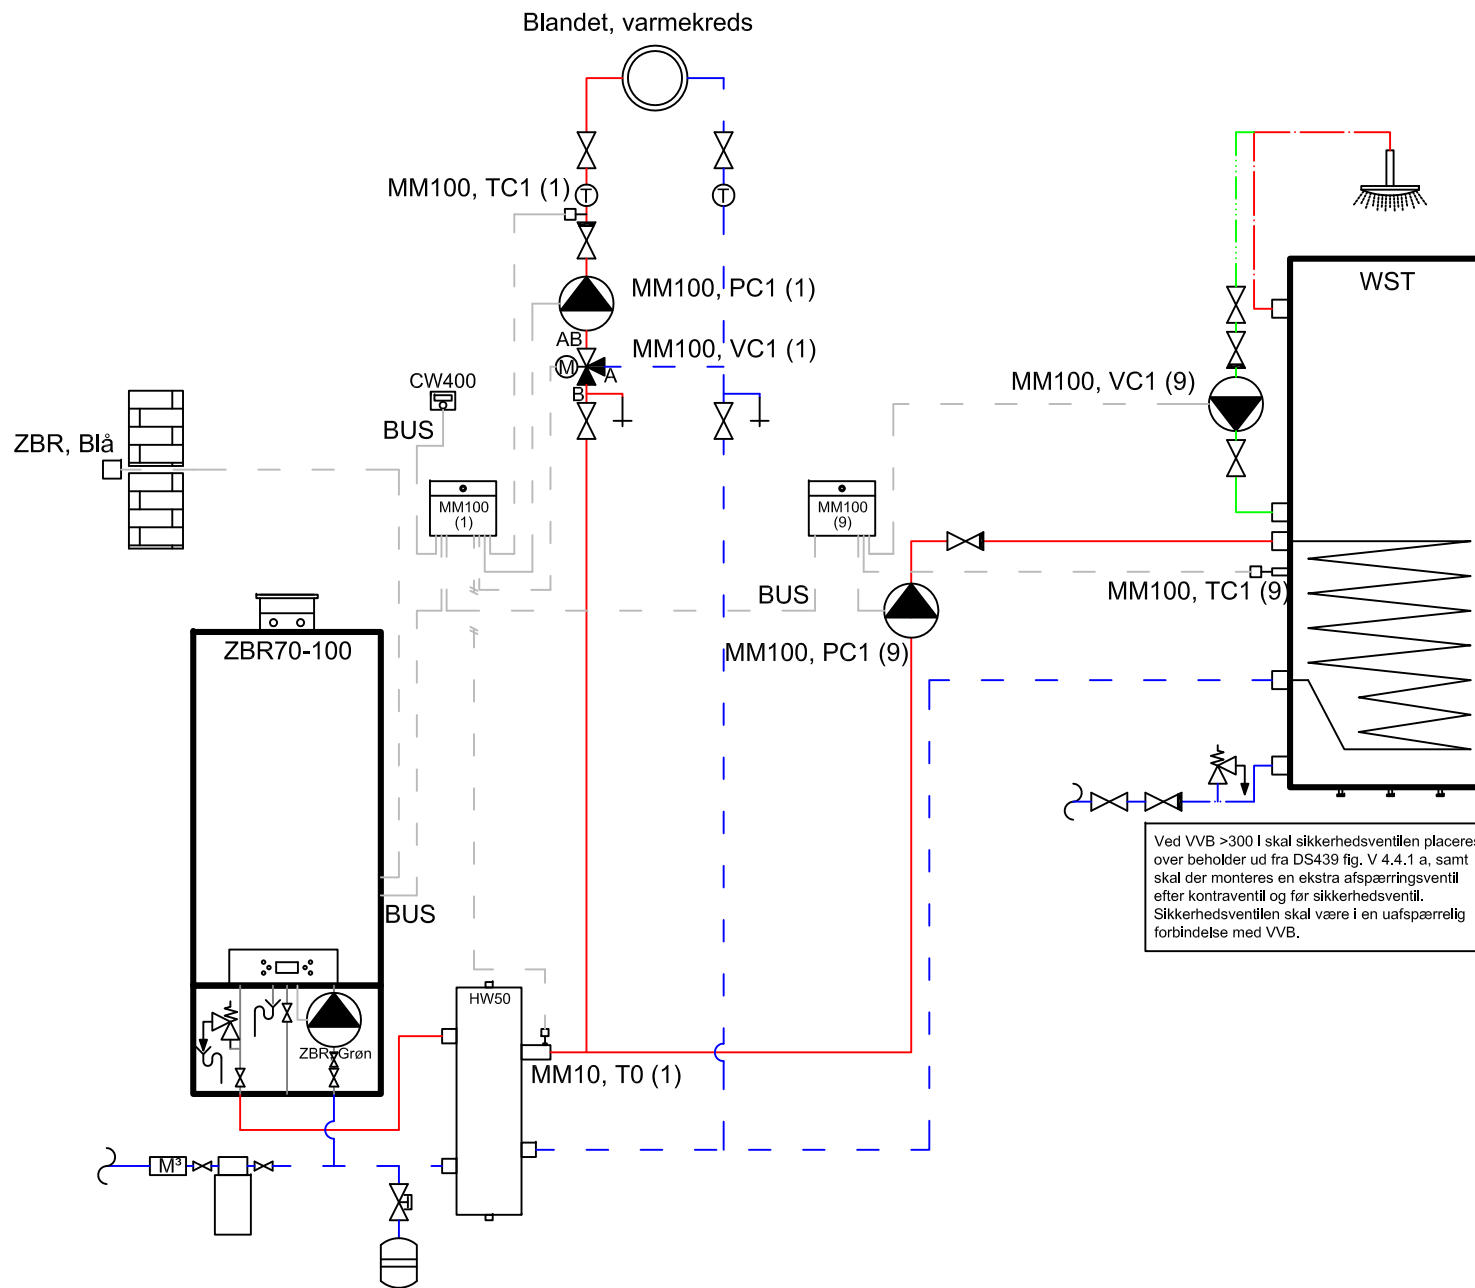 Blandet, varmekreds
T
T
MM100, TC1 (1)
WST
MM100, PC1 (1)
AB
MM100, VC1 (1)
M
A
B
CW400
MM100, VC1 (9)
BUS
ZBR, Blå
MM100
(1)
MM100
(9)
BUS
MM100, TC1 (9)
ZBR70-100
MM100, PC1 (9)
Ved VVB >300 l skal sikkerhedsventilen placeres
over beholder ud fra DS439 fig. V 4.4.1 a, samt
skal der monteres en ekstra afspærringsventil
efter kontraventil og før sikkerhedsventil.
Sikkerhedsventilen skal være i en uafspærrelig
forbindelse med VVB.
BUS
HW50
ZBR, Grøn
MM10, T0 (1)
M³